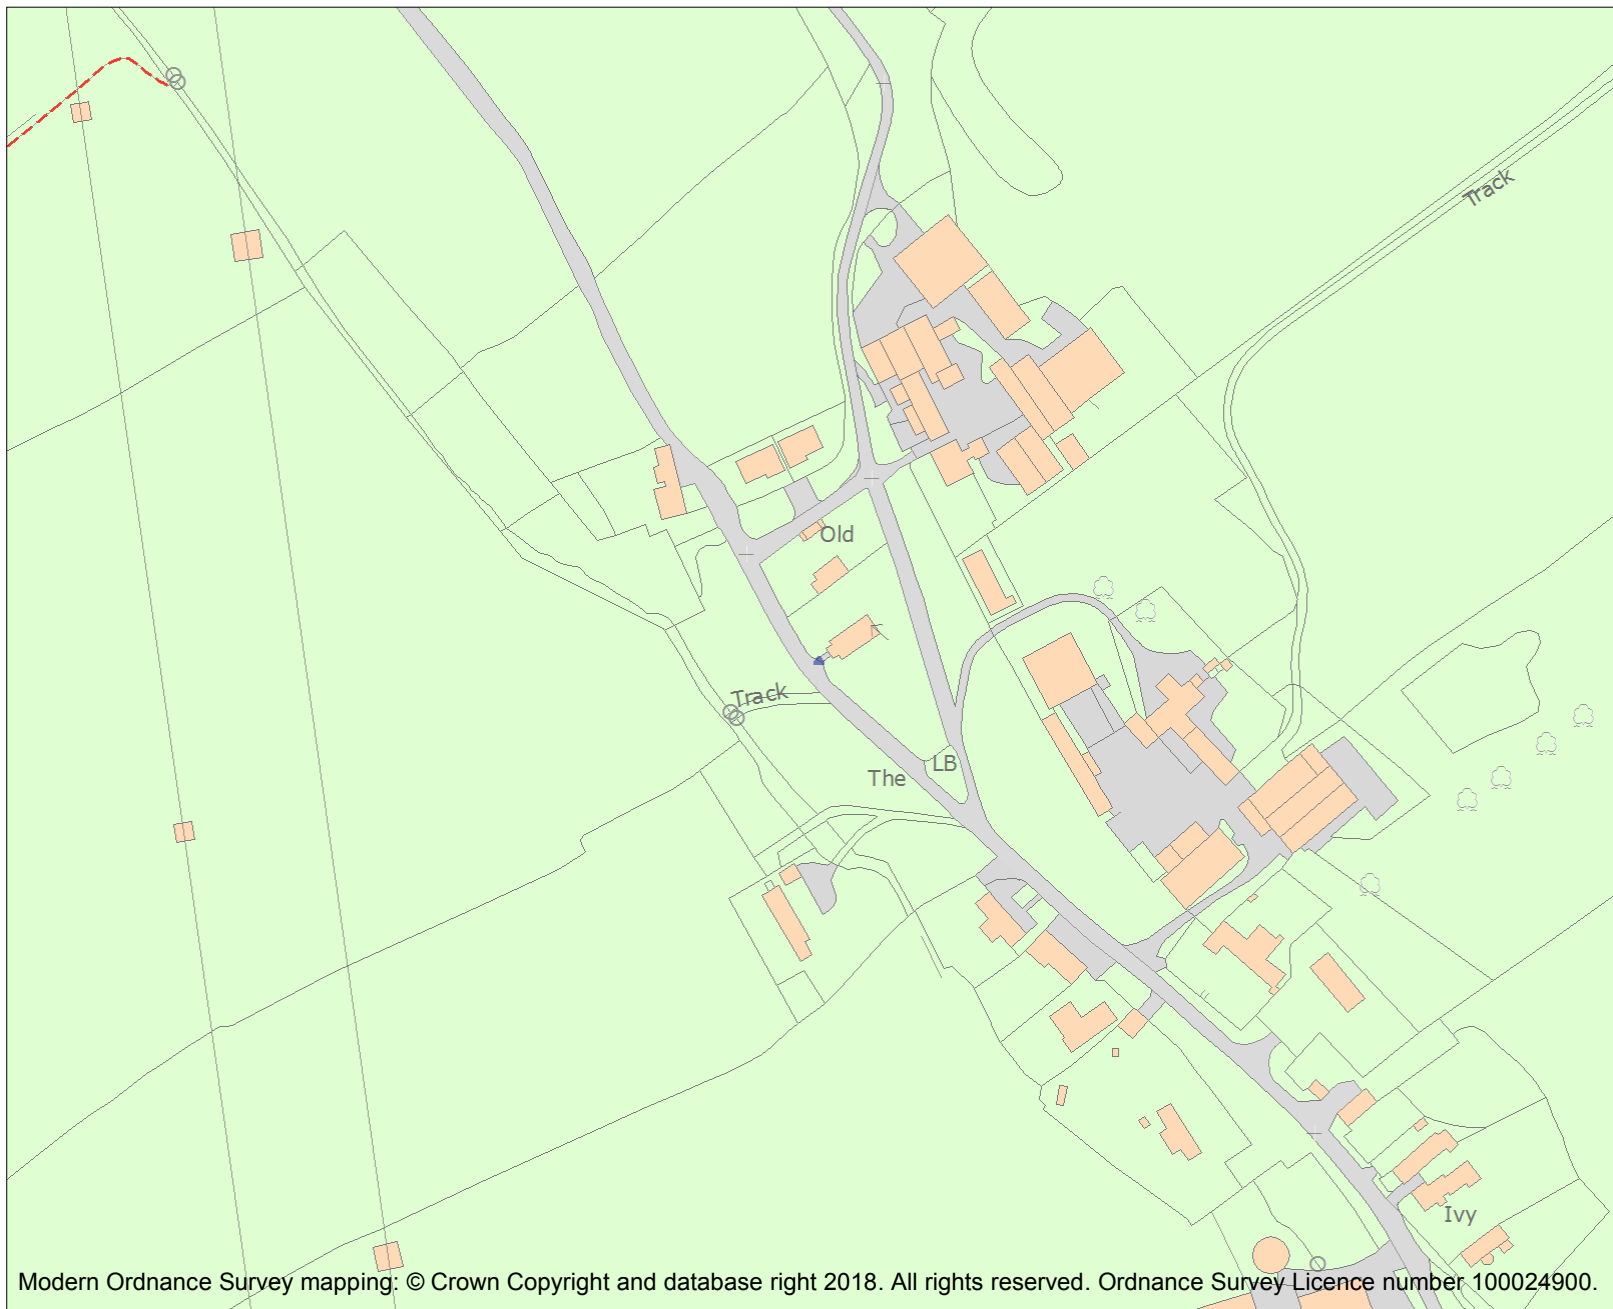 Track
Old
Track
LB
The
Ivy
Modern Ordnance Survey mapping: © Crown Copyright and database right 2018. All rights reserved. Ordnance Survey Licence number 100024900.